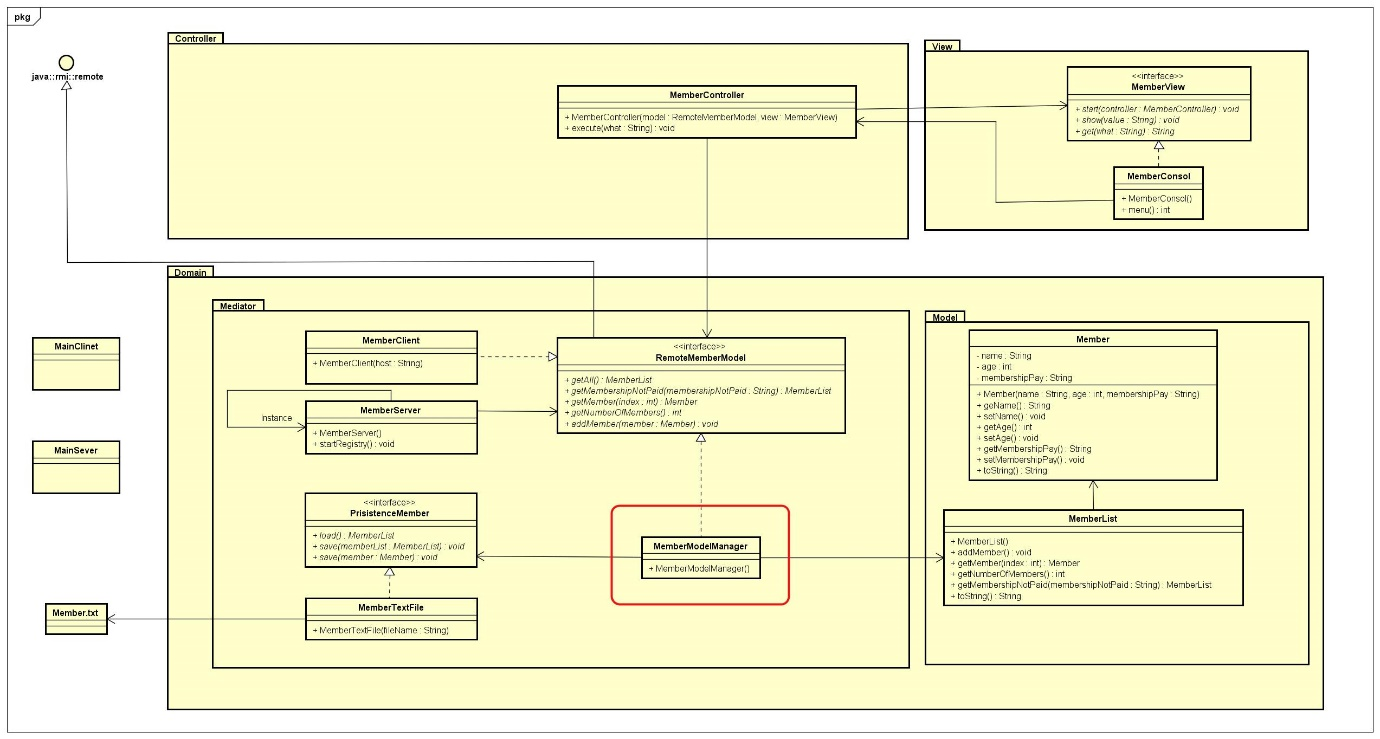 pkg
java::rmi::remote
Controller
MemberController
+ MemberController(model : RemoteMemberModel, view : MemberView)
+ execute(what : String) : void
View
<<interface>>
MemberView
+ start(controller : MemberController) : void
+ show(value : String) : void
+ get(what : String) : String
MemberConsol
+ MemberConsol()
+ menu() : int
Domain
Mediator
MemberClient
+ MemberClient(host : String)
<<interface>>
RemoteMemberModel
+ getAll() : MemberList
+ getMembershipNotPaid(membershipNotPaid : String) : MemberList
+ getMember(index : int) : Member
+ getNumberOfMembers() : int
+ addMember(member : Member) : void
Instance
MemberServer
+ MemberServer()
+ startRegistry() : void
<<interface>>
PrisistenceMember
+ load() : MemberList
+ save(memberList : MemberList) : void
+ save(member : Member) : void
MemberModelManager
+ MemberModelManager()
MemberTextFile
+ MemberTextFile(fileName : String)
Model
Member
- name : String
- age : int
- membershipPay : String
+ Member(name : String, age : int, membershipPay : String)
+ geName() : String
+ setName() : void
+ getAge() : int
+ setAge() : void
+ getMembershipPay() : String
+ setMembershipPay() : void
+ toString() : String
MemberList
+ MemberList()
+ addMember() : void
+ getMember(index : int) : Member
+ getNumberOfMembers() : int
+ getMembershipNotPaid(membershipNotPaid : String) : MemberList
+ toString() : String
MainClinet
MainSever
Member.txt